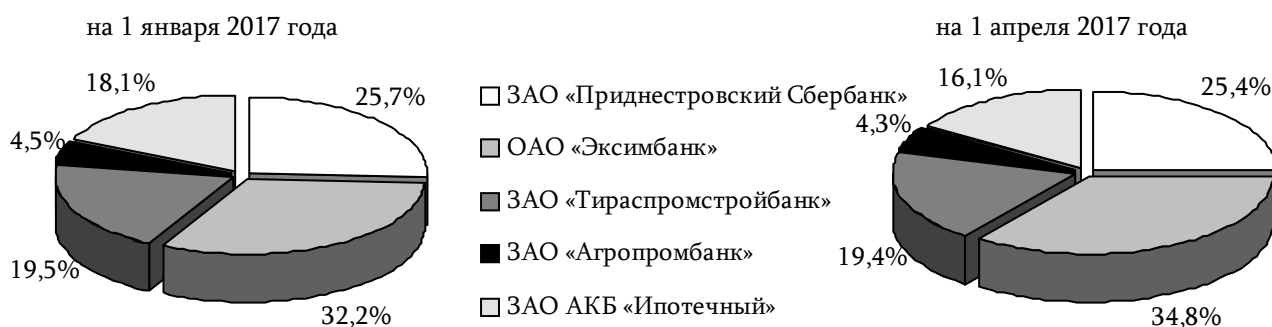 на 1 января 2017 года
18,1%
25,7%
4,5%
19,5%
32,2%
ЗАО «Приднестровский Сбербанк»
ОАО «Эксимбанк»
ЗАО «Тираспромстройбанк»
ЗАО «Агропромбанк»
ЗАО АКБ «Ипотечный»
на 1 апреля 2017 года
16,1%
25,4%
4,3%
19,4%
34,8%